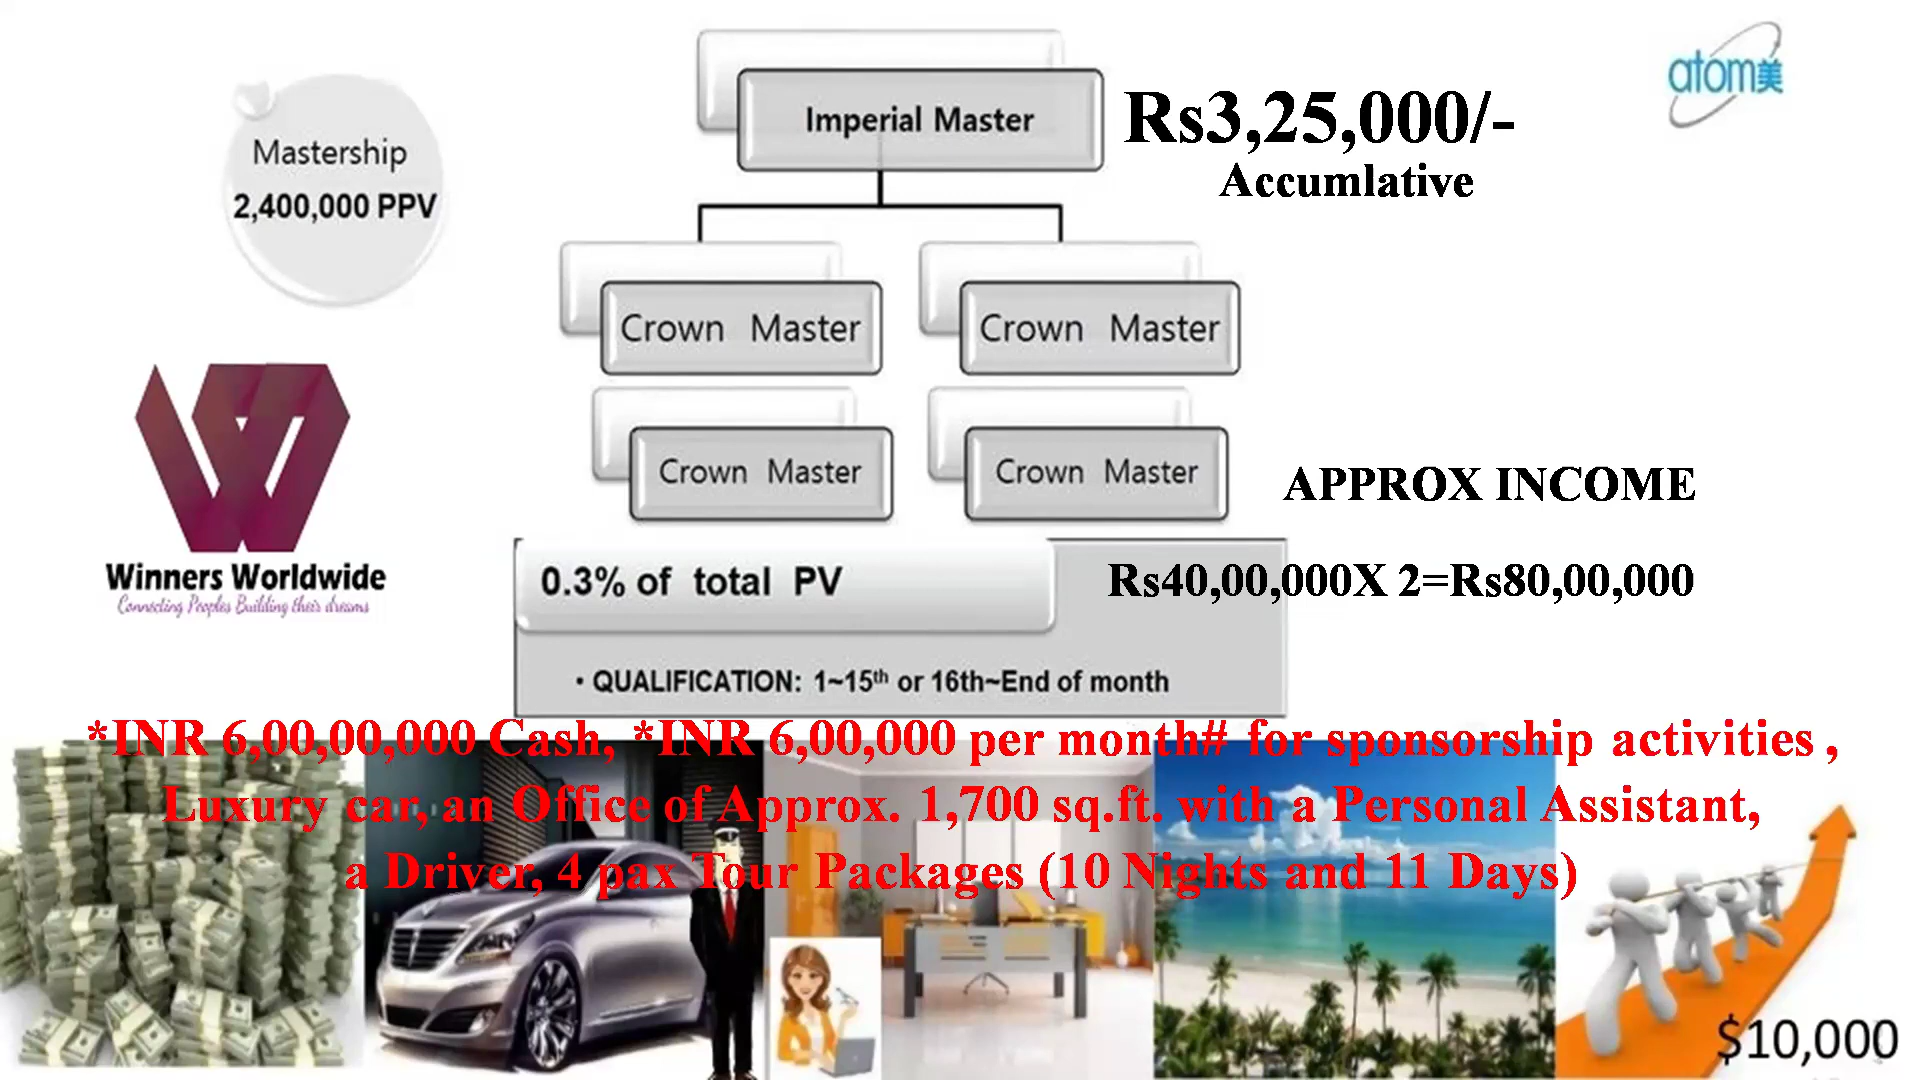 atom美
Imperial Master
Rs3,25,000/-
Accumlative
Mastership
2,400,000 PPV
Crown Master
Crown Master
Crown Master
Crown Master
APPROX INCOME
Winners Worldwide
Connecting Peoples Building their dreams
0.3% of total PV
Rs40,00,000X 2=Rs80,00,000
• QUALIFICATION: 1~15th or 16th~End of month
*INR 6,00,00,000 Cash, *INR 6,00,000 per month# for sponsorship activities ,
Luxury car, an Office of Approx. 1,700 sq.ft. with a Personal Assistant,
a Driver, 4 pax Tour Packages (10 Nights and 11 Days)
$10,000